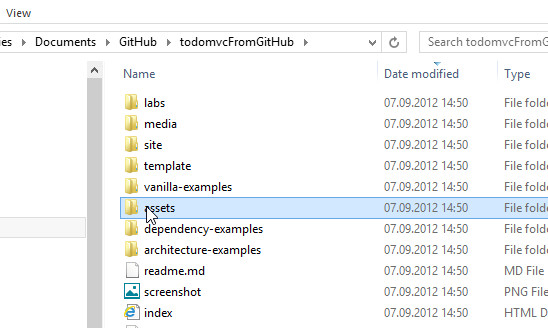 View
ies Documents GitHub todomvcFromGitHub Search todomvcFromG
Name Date modified Type
labs 07.09.2012 14:50 File folde
media 07.09.2012 14:50 File folde
site 07.09.2012 14:50 File folde
template 07.09.2012 14:50 File folde
vanilla-examples 07.09.2012 14:50 File folde
assets 07.09.2012 14:50 File folde
dependency-examples 07.09.2012 14:50 File folde
architecture-examples 07.09.2012 14:50 File folde
readme.md 07.09.2012 14:50 MD File
screenshot 07.09.2012 14:50 PNG File
index 07.09.2012 14:50 HTML D